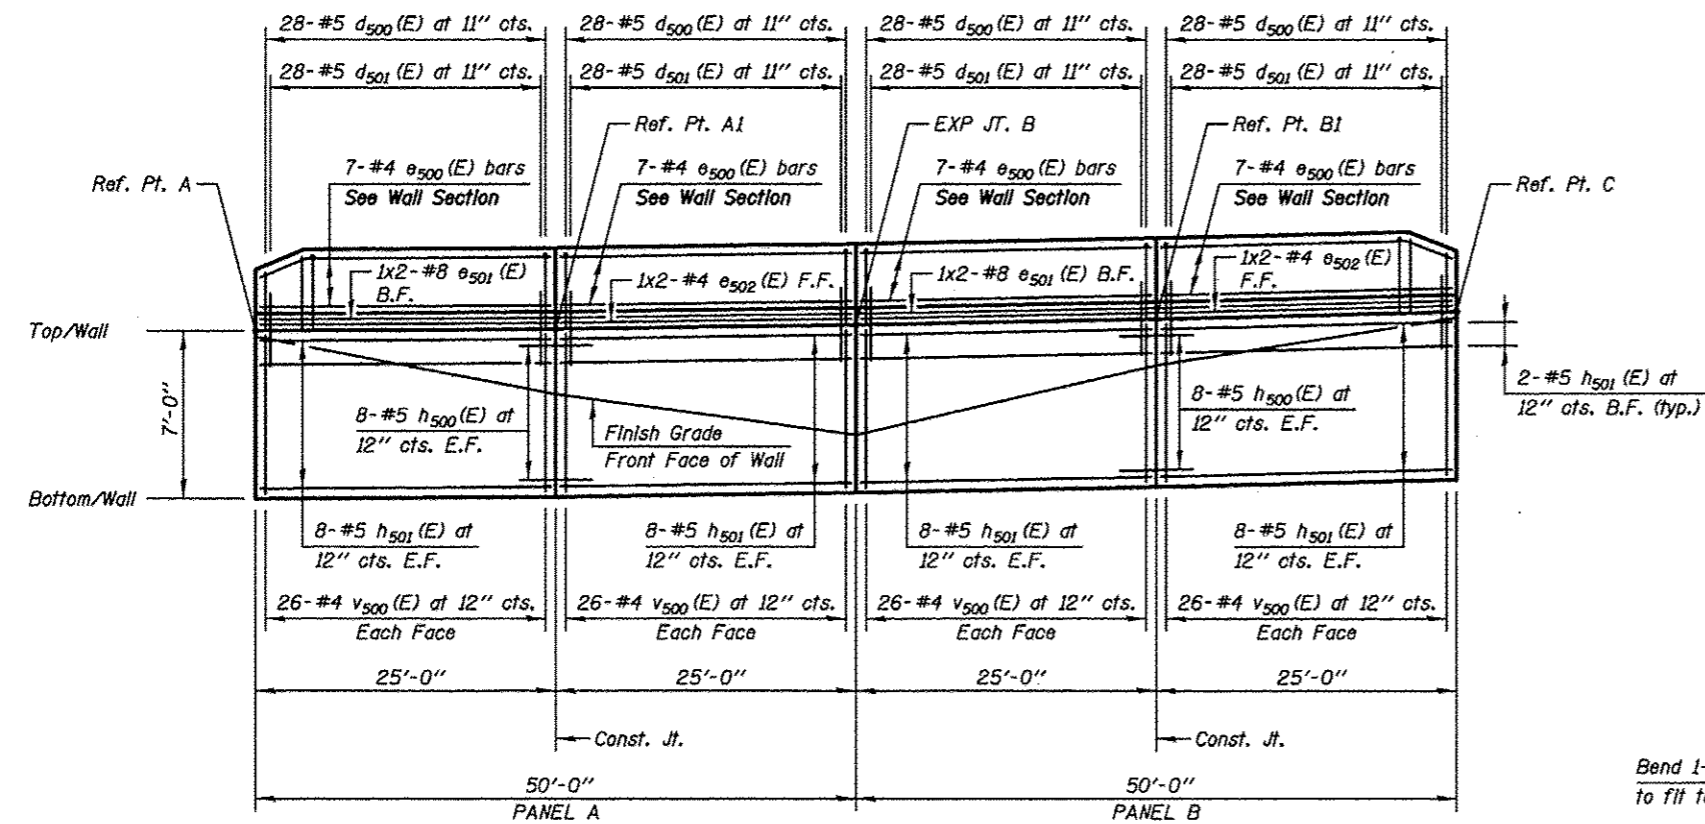 28-#5 d500(E) at 11" cts.
28-#5 d500(E) at 11" cts.
28-#5 d500(E) at 11" cts.
28-#5 d500(E) at 11" cts.
28-#5 d501(E) at 11" cts.
28-#5 d501(E) at 11" cts.
28-#5 d501(E) at 11" cts.
28-#5 d501(E) at 11" cts.
Ref. Pt. A1
EXP JT. B
Ref. Pt. B1
Ref. Pt. A
7-#4 e500(E) bars
See Wall Section
7-#4 e500(E) bars
See Wall Section
7-#4 e500(E) bars
See Wall Section
7-#4 e500(E) bars
See Wall Section
Ref. Pt. C
1x2-#8 e501(E)
B.F.
1x2-#4 e502(E) F.F.
1x2-#8 e501(E) B.F.
1x2-#4 e502(E)
F.F.
Top/Wall
7'-0"
Bottom/Wall
8-#5 h500(E) at
12" cts. E.F.
Finish Grade
Front Face of Wall
8-#5 h500(E) at
12" cts. E.F.
2-#5 h501(E) at
12" cts. B.F. (typ.)
8-#5 h501(E) at
12" cts. E.F.
8-#5 h501(E) at
12" cts. E.F.
8-#5 h501(E) at
12" cts. E.F.
8-#5 h501(E) at
12" cts. E.F.
26-#4 v500(E) at 12" cts.
Each Face
26-#4 v500(E) at 12" cts.
Each Face
26-#4 v500(E) at 12" cts.
Each Face
26-#4 v500(E) at 12" cts.
Each Face
25'-0"
25'-0"
25'-0"
25'-0"
Const. Jt.
Const. Jt.
50'-0"
PANEL A
50'-0"
PANEL B
Bend 1-
to fit